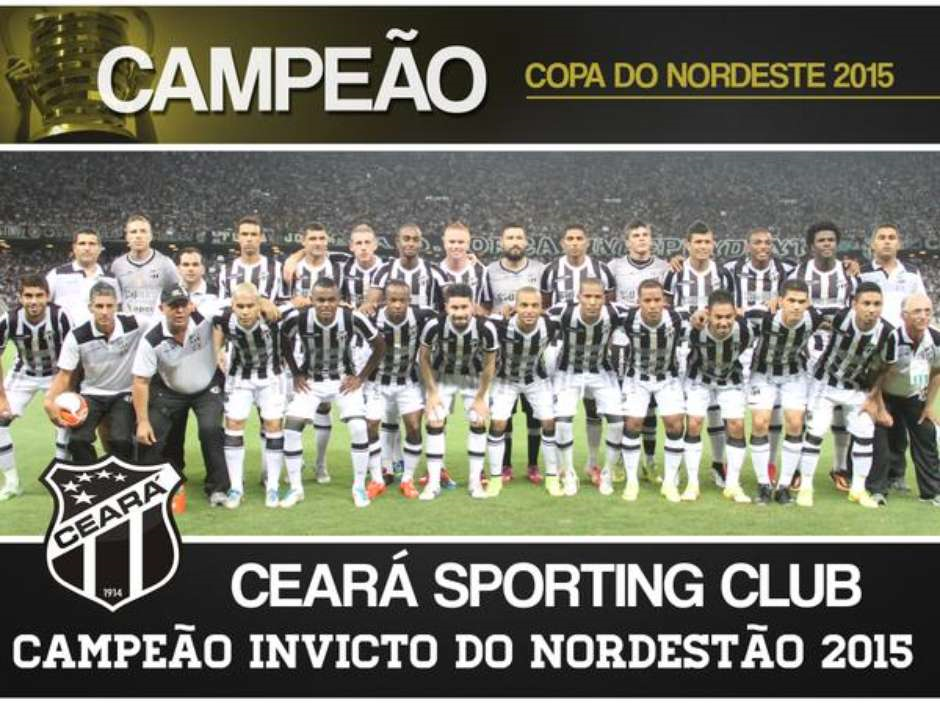 CAMPEÃO
COPA DO NORDESTE 2015
CEARÁ
1914
CEARÁ SPORTING CLUB
CAMPEÃO INVICTO DO NORDESTÃO 2015